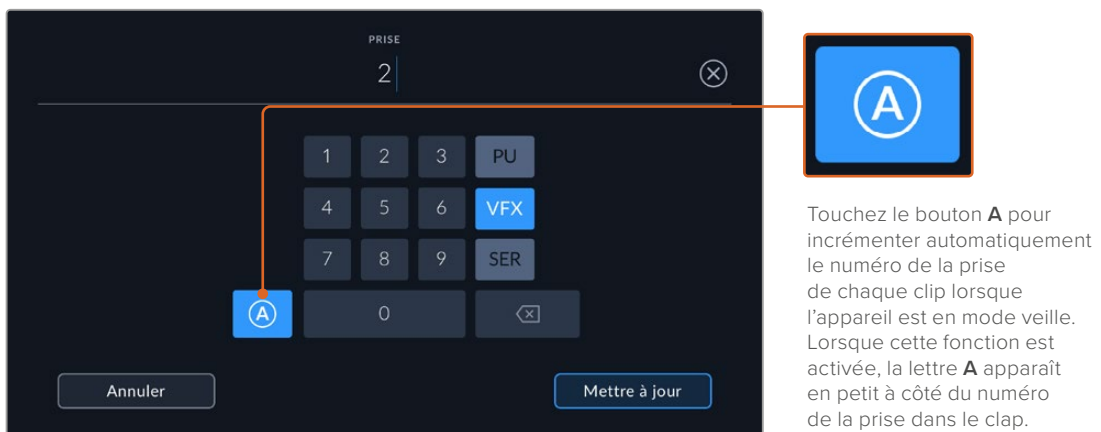 PRISE
2
1 2 3 PU
4 5 6 VFX
7 8 9 SER
A 0
Annuler Mettre à jour
A
Touchez le bouton A pour
incrémenter automatiquement
le numéro de la prise
de chaque clip lorsque
l’appareil est en mode veille.
Lorsque cette fonction est
activée, la lettre A apparaît
en petit à côté du numéro
de la prise dans le clap.